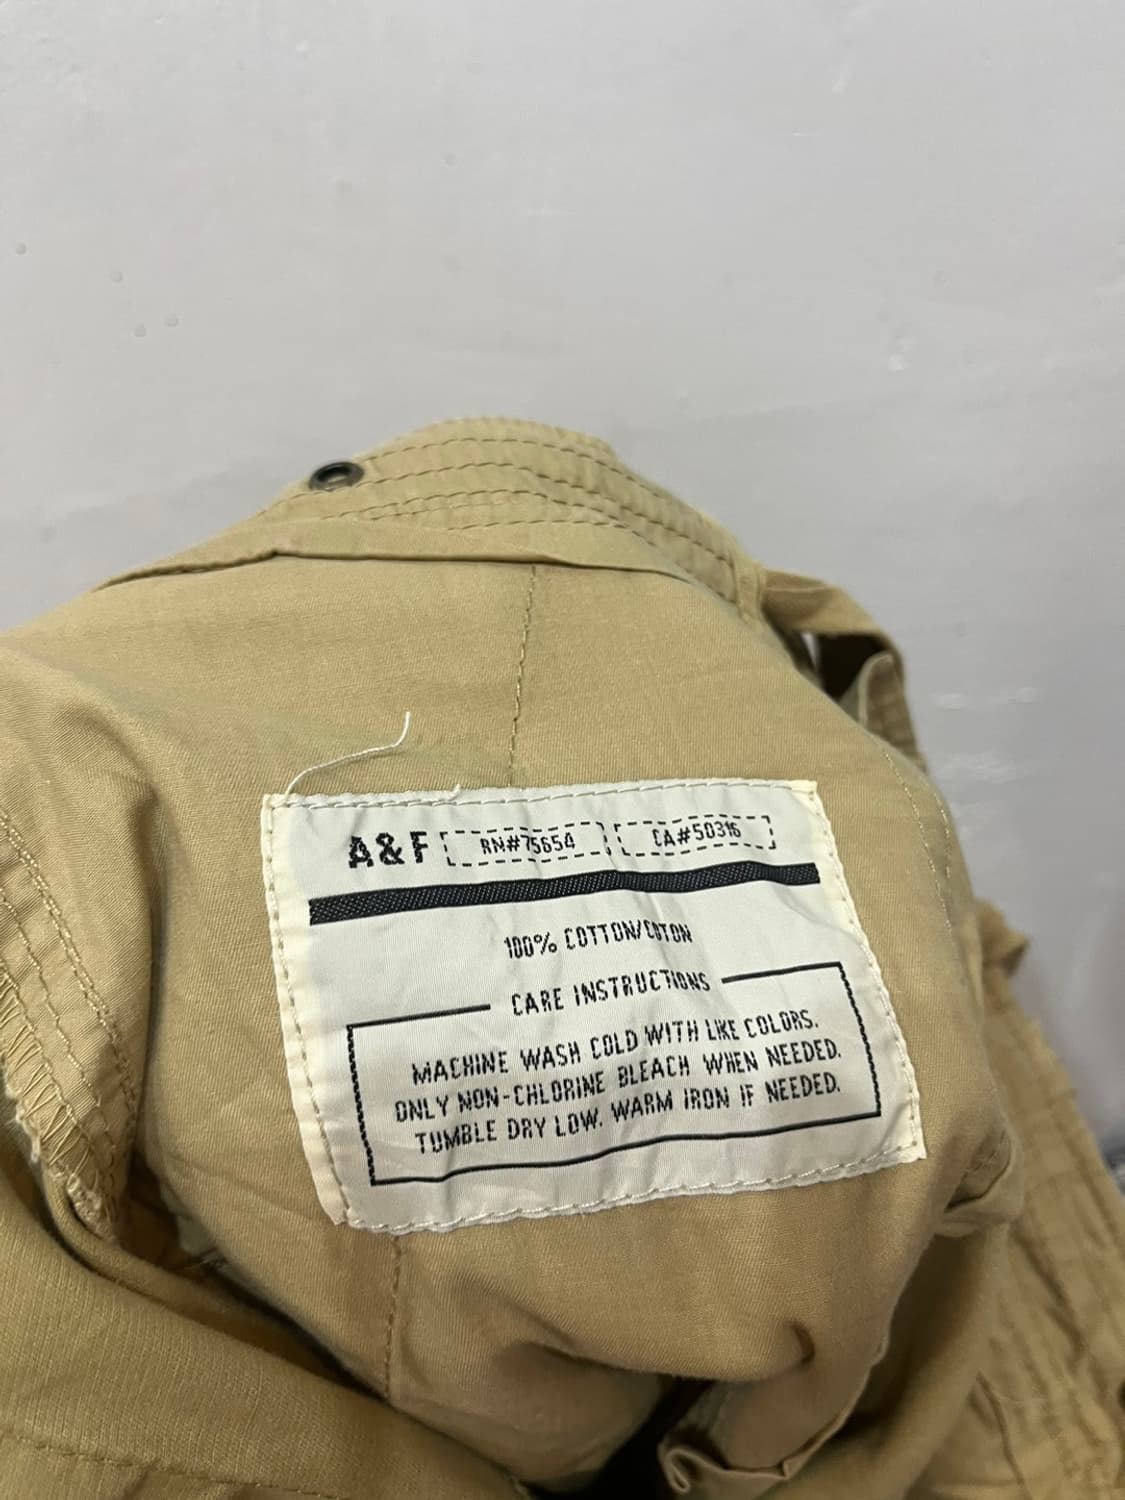 A&F RN#75654 CA#50316
100% COTTON/COTON
CARE INSTRUCTIONS
MACHINE WASH COLD WITH LIKE COLORS.
ONLY NON-CHLORINE BLEACH WHEN NEEDED.
TUMBLE DRY LOW. WARM IRON IF NEEDED.